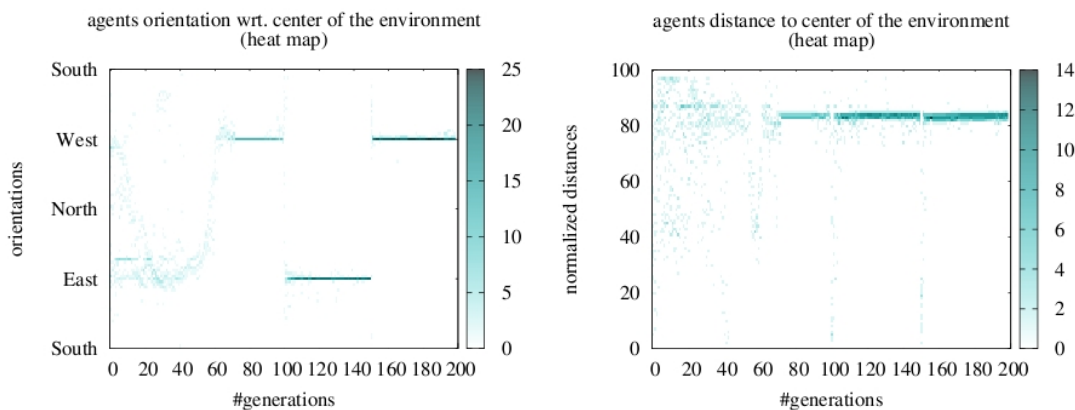 agents orientation wrt. center of the environment
(heat map)
South
West
North
East
South
orientations
0 20 40 60 80 100 120 140 160 180 200
#generations
25
20
15
10
5
0
agents distance to center of the environment
(heat map)
100
80
60
40
20
0
normalized distances
0 20 40 60 80 100 120 140 160 180 200
#generations
14
12
10
8
6
4
2
0